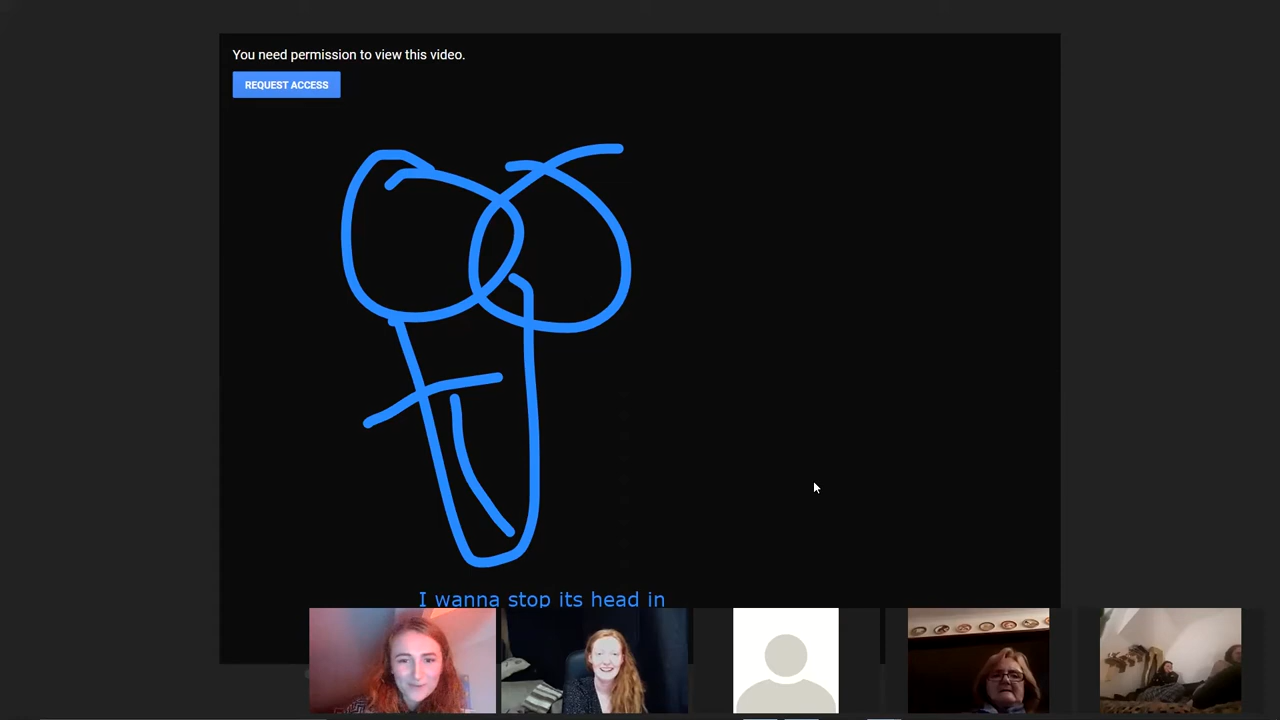 You need permission to view this video.
REQUEST ACCESS
I wanna stop its head in